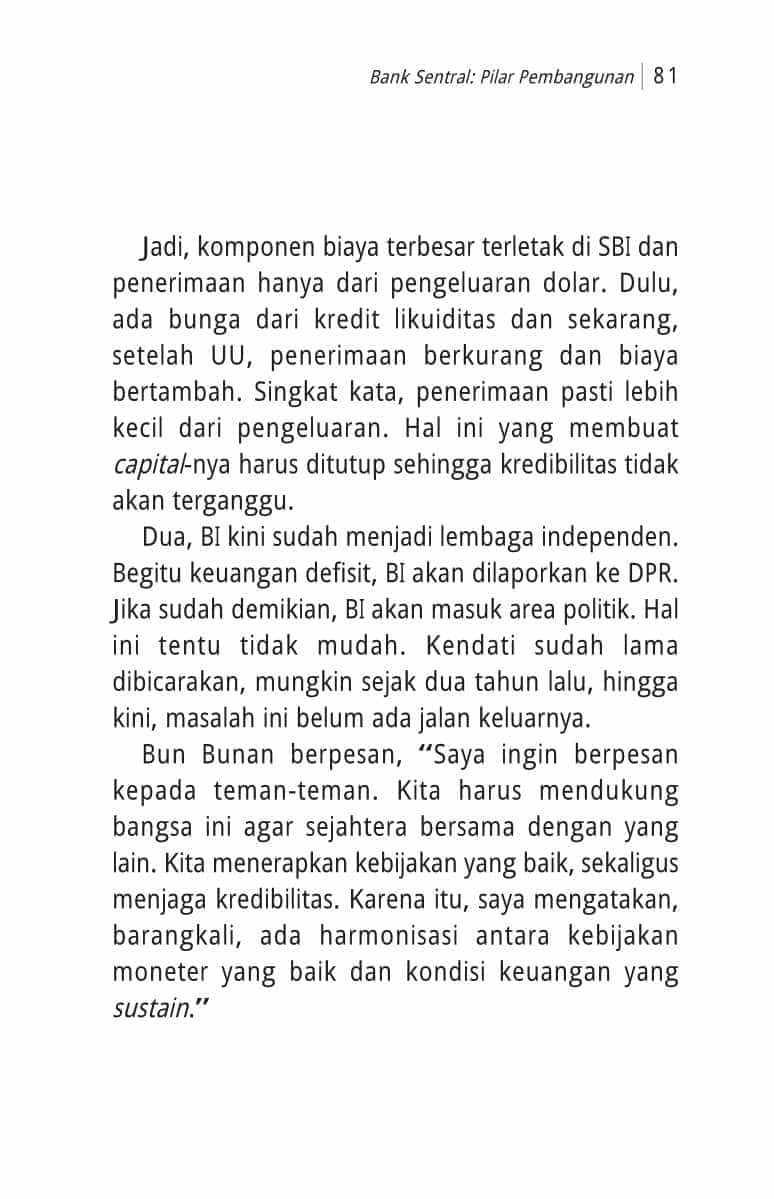 Bank Sentral: Pilar Pembangunan 81
Jadi, komponen biaya terbesar terletak di SBI dan
penerimaan hanya dari pengeluaran dolar. Dulu,
ada bunga dari kredit likuiditas dan sekarang,
setelah UU, penerimaan berkurang dan biaya
bertambah. Singkat kata, penerimaan pasti lebih
kecil dari pengeluaran. Hal ini yang membuat
capital-nya harus ditutup sehingga kredibilitas tidak
akan terganggu.
Dua, BI kini sudah menjadi lembaga independen.
Begitu keuangan defisit, BI akan dilaporkan ke DPR.
Jika sudah demikian, BI akan masuk area politik. Hal
ini tentu tidak mudah. Kendati sudah lama
dibicarakan, mungkin sejak dua tahun lalu, hingga
kini, masalah ini belum ada jalan keluarnya.
Bun Bunan berpesan, “Saya ingin berpesan
kepada teman-teman. Kita harus mendukung
bangsa ini agar sejahtera bersama dengan yang
lain. Kita menerapkan kebijakan yang baik, sekaligus
menjaga kredibilitas. Karena itu, saya mengatakan,
barangkali, ada harmonisasi antara kebijakan
moneter yang baik dan kondisi keuangan yang
sustain.”